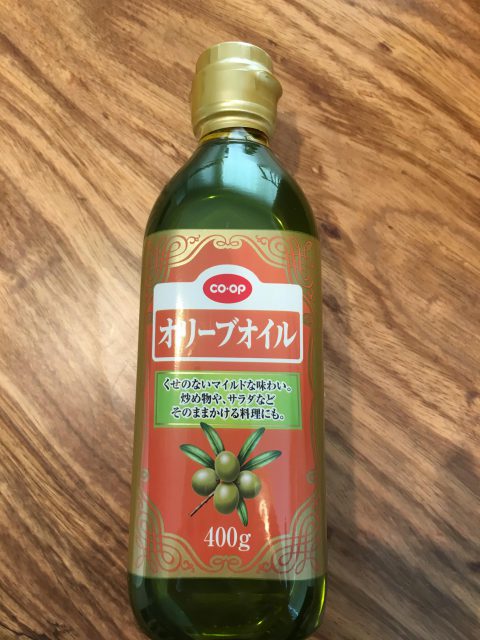 CO·OP
オリーブオイル
くせのないマイルドな味わい。
炒め物や、サラダなど
そのままかける料理にも。
400g